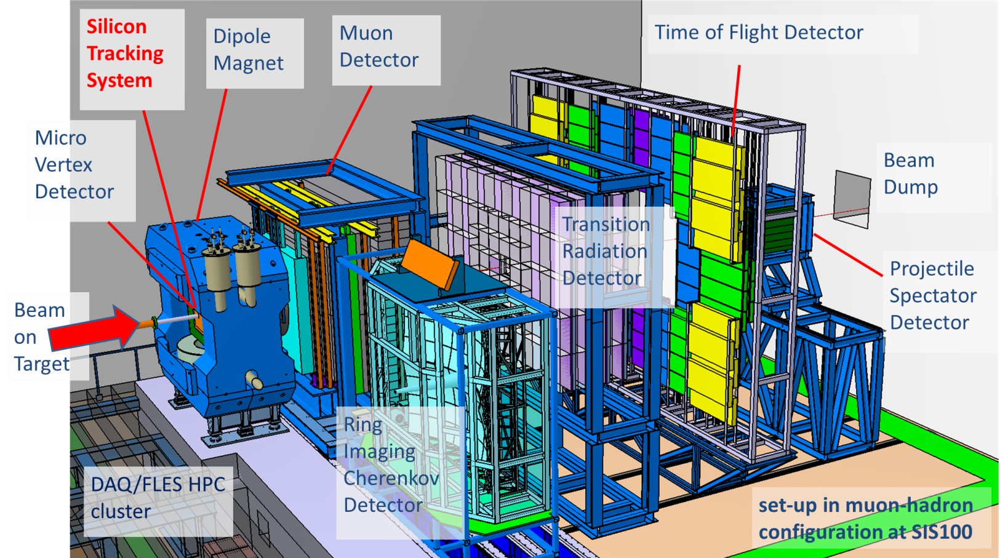 Silicon
Tracking
System
Dipole
Magnet
Muon
Detector
Time of Flight Detector
Micro
Vertex
Detector
Beam
Dump
Transition
Radiation
Detector
Projectile
Spectator
Detector
Beam
on
Target
Ring
Imaging
Cherenkov
Detector
DAQ/FLES HPC
cluster
set-up in muon-hadron
configuration at SIS100